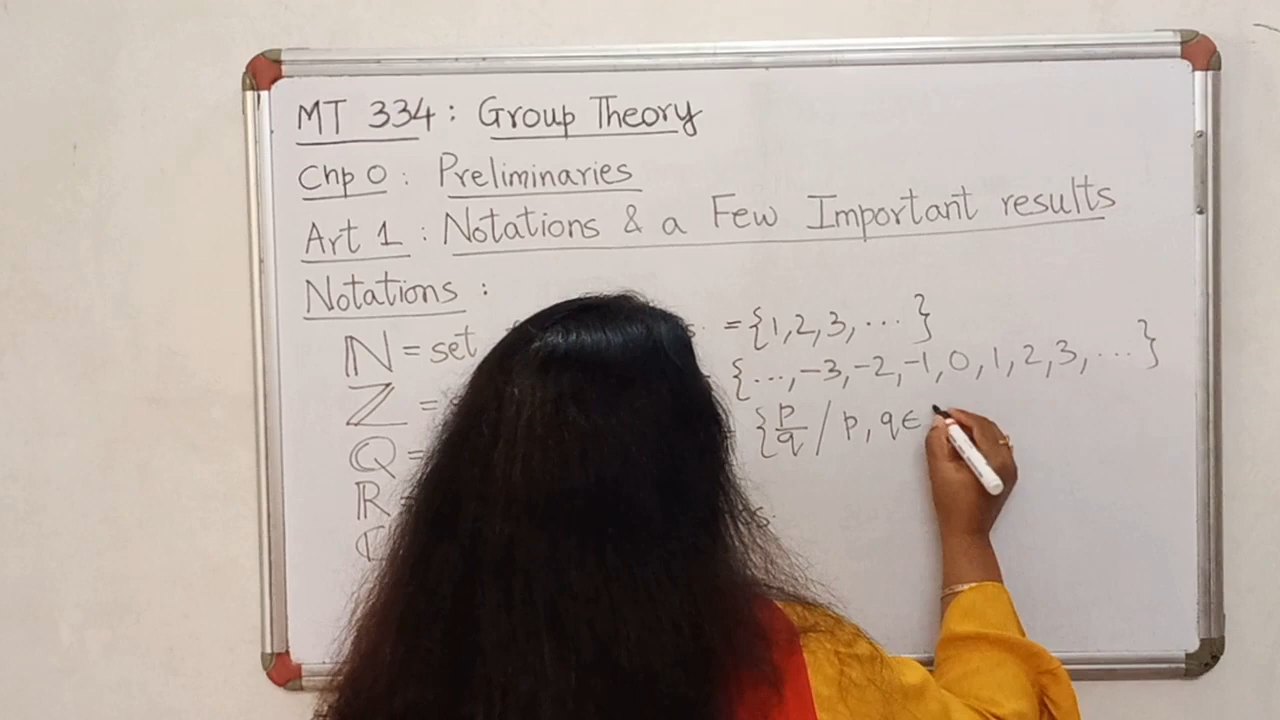 MT 334 : Group Theory
Chp 0 : Preliminaries
Art 1 : Notations & a Few Important results
Notations :
ℕ = set = {1,2,3, ... }
ℤ = {..., -3, -2, -1, 0, 1, 2, 3, ... }
ℚ = {p/q / p, q ∈
ℝ
ℂ